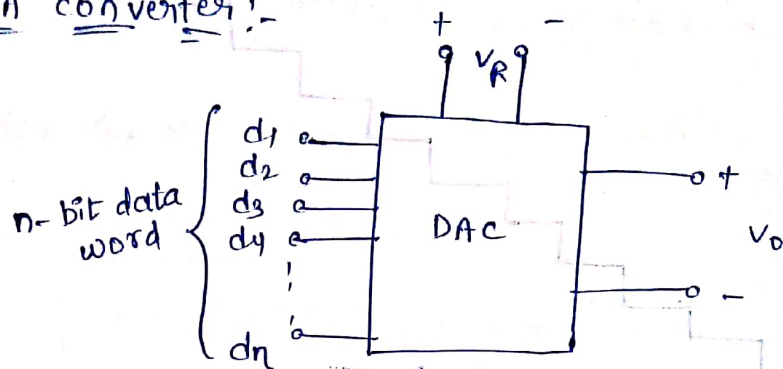 converter:-
+ -
VR
d1
d2
n-bit data
word
d3
d4
DAC
+
Vo
-
dn